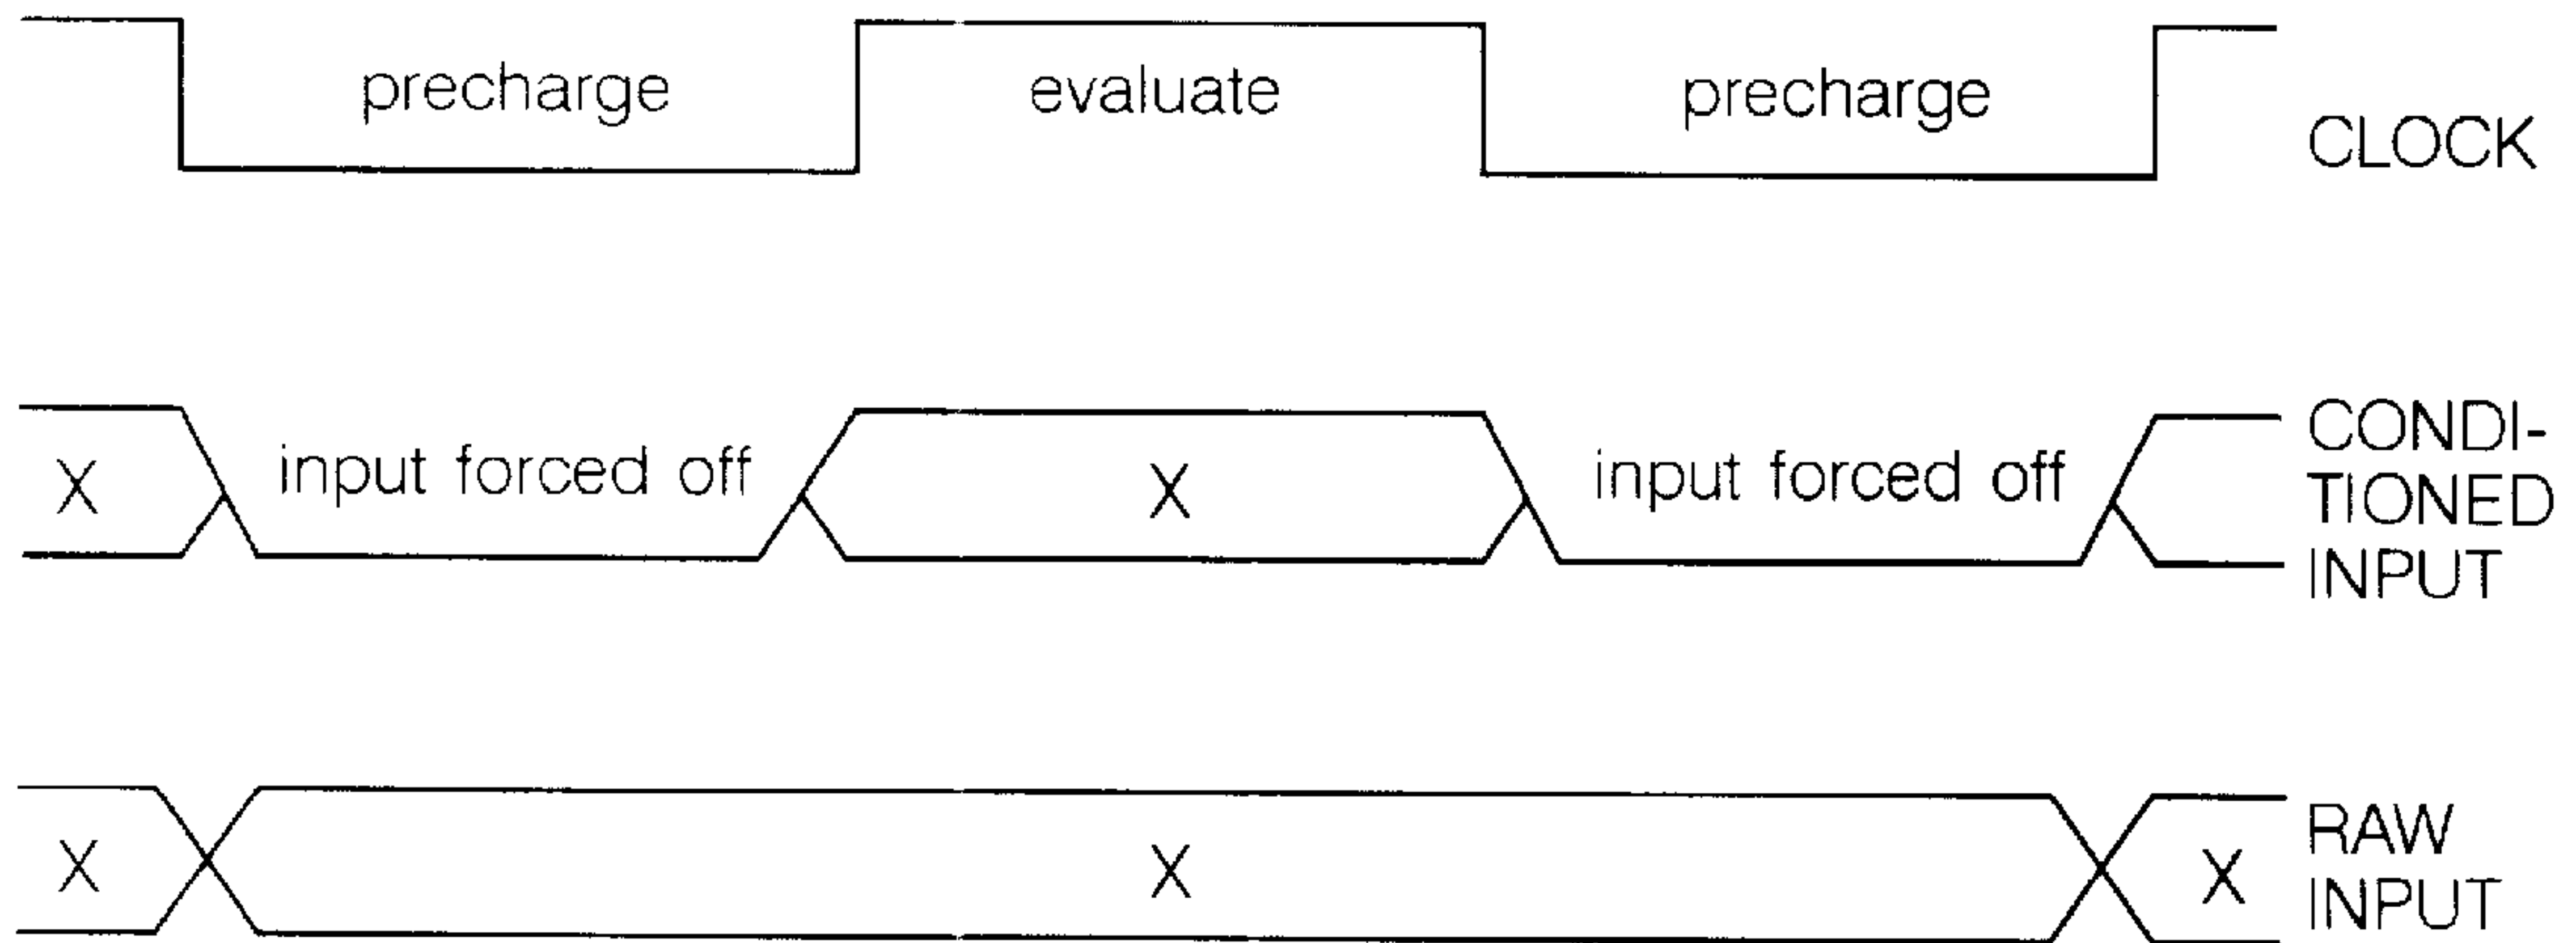 precharge evaluate precharge
CLOCK
X input forced off X input forced off
CONDI-
TIONED
INPUT
X X X
RAW
INPUT